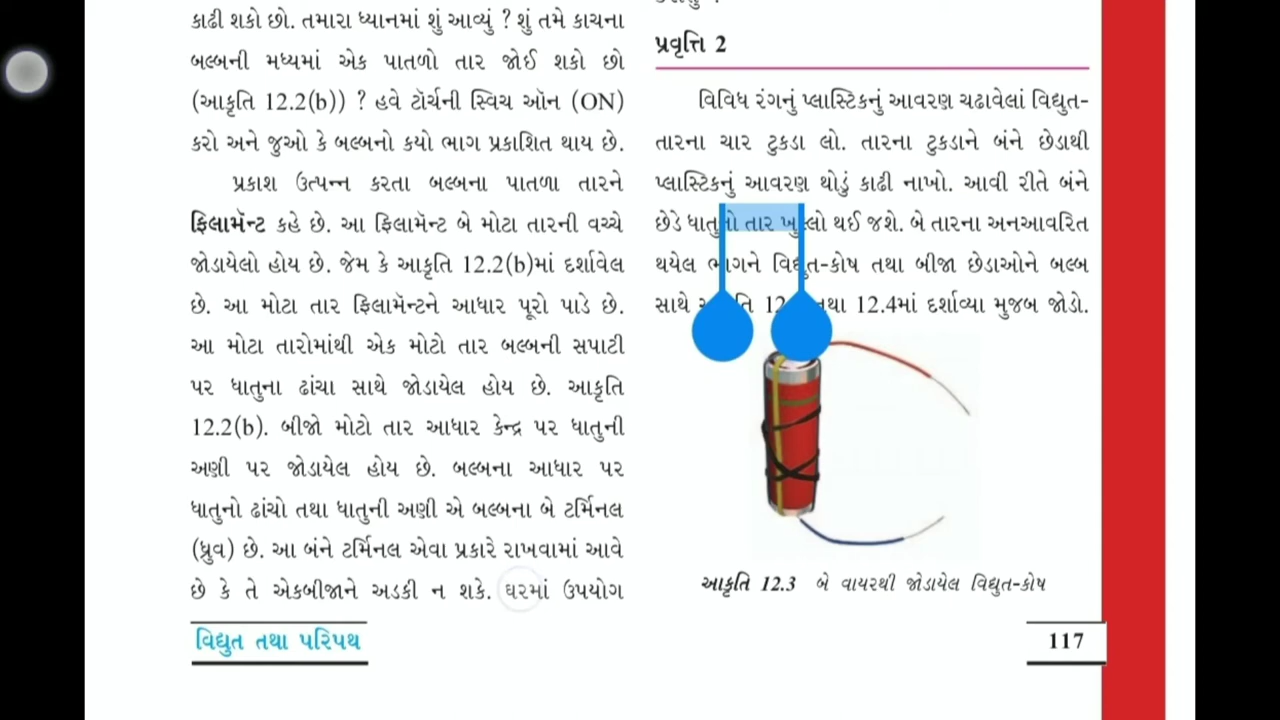 કાઢી શકો છો. તમારા ધ્યાનમાં શું આવ્યું ? શું તમે કાચના
બલ્બની મધ્યમાં એક પાતળો તાર જોઈ શકો છો
(આકૃતિ 12.2(b)) ? હવે ટૉર્ચની સ્વિચ ઑન (ON)
કરો અને જુઓ કે બલ્બનો કયો ભાગ પ્રકાશિત થાય છે.
પ્રકાશ ઉત્પન્ન કરતા બલ્બના પાતળા તારને
ફિલામૅન્ટ કહે છે. આ ફિલામૅન્ટ બે મોટા તારની વચ્ચે
જોડાયેલો હોય છે. જેમ કે આકૃતિ 12.2(b)માં દર્શાવેલ
છે. આ મોટા તાર ફિલામૅન્ટને આધાર પૂરો પાડે છે.
આ મોટા તારોમાંથી એક મોટો તાર બલ્બની સપાટી
પર ધાતુના ઢાંચા સાથે જોડાયેલ હોય છે. આકૃતિ
12.2(b). બીજો મોટો તાર આધાર કેન્દ્ર પર ધાતુની
અણી પર જોડાયેલ હોય છે. બલ્બના આધાર પર
ધાતુનો ઢાંચો તથા ધાતુની અણી એ બલ્બના બે ટર્મિનલ
(ધ્રુવ) છે. આ બંને ટર્મિનલ એવા પ્રકારે રાખવામાં આવે
છે કે તે એકબીજાને અડકી ન શકે. ઘરમાં ઉપયોગ
વિદ્યુત તથા પરિપથ
પ્રવૃત્તિ 2
વિવિધ રંગનું પ્લાસ્ટિકનું આવરણ ચઢાવેલાં વિદ્યુત-
તારના ચાર ટુકડા લો. તારના ટુકડાને બંને છેડાથી
પ્લાસ્ટિકનું આવરણ થોડું કાઢી નાખો. આવી રીતે બંને
છેડે ધાતુનો તાર ખુલ્લો થઈ જશે. બે તારના અનઆવરિત
થયેલ ભાગને વિદ્યુત-કોષ તથા બીજા છેડાઓને બલ્બ
સાથે તથા 12.4માં દર્શાવ્યા મુજબ જોડો.
આકૃતિ 12.3 બે વાયરથી જોડાયેલ વિદ્યુત-કોષ
117